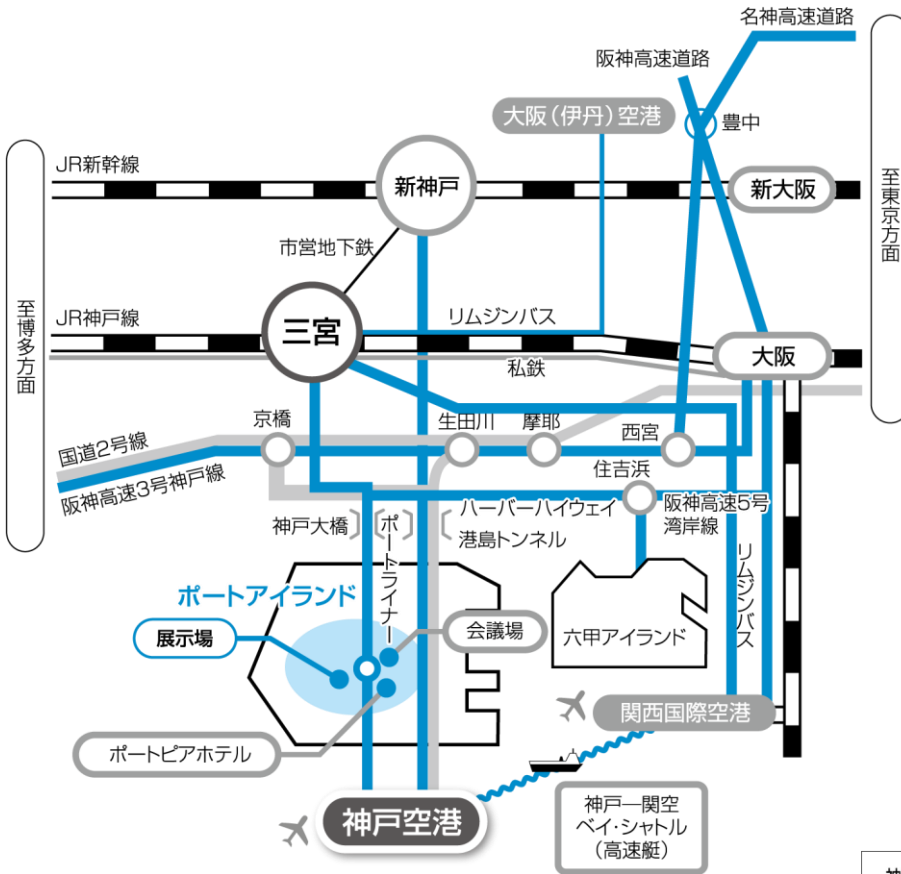 名神高速道路
阪神高速道路
大阪(伊丹)空港
豊中
JR新幹線
新神戸
新大阪
至東京方面
市営地下鉄
至博多方面
JR神戸線
三宮
リムジンバス
大阪
私鉄
京橋
生田川
摩耶
西宮
国道2号線
阪神高速3号神戸線
住吉浜
ハーバーハイウェイ
阪神高速5号
湾岸線
神戸大橋
ポートライナー
港島トンネル
リムジンバス
ポートアイランド
展示場
会議場
六甲アイランド
関西国際空港
ポートピアホテル
神戸空港
神戸―関空
ベイ・シャトル
(高速艇)